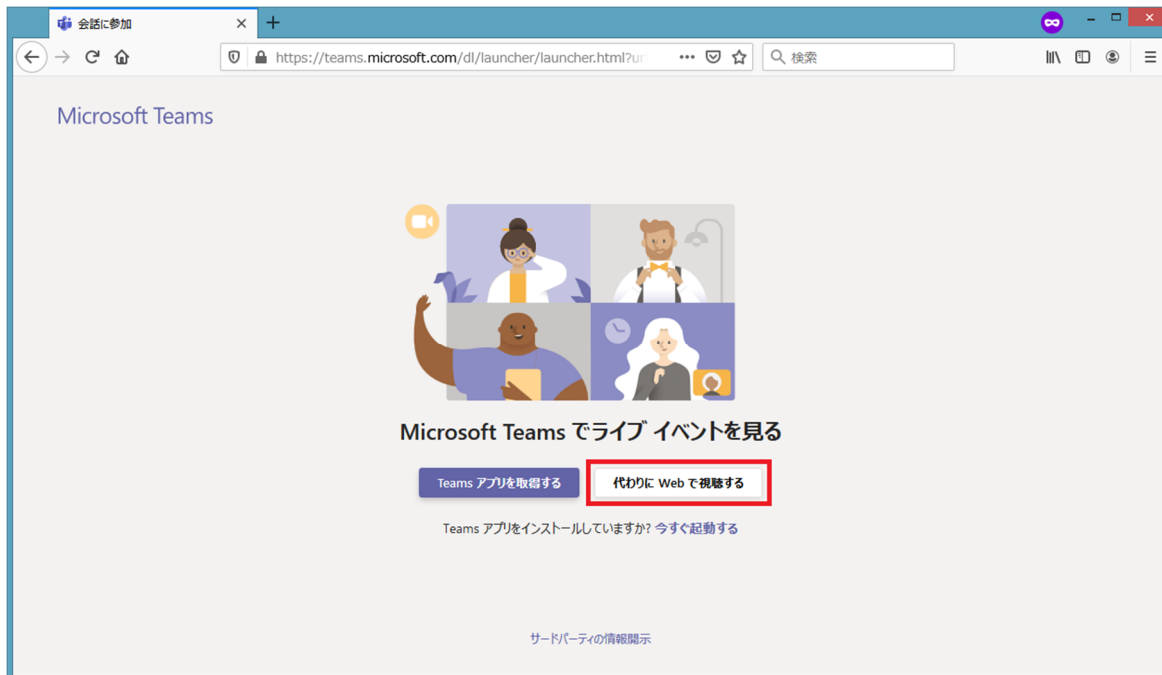 会話に参加
https://teams.microsoft.com/dl/launcher/launcher.html?ur
検索
Microsoft Teams
Microsoft Teams でライブ イベントを見る
Teams アプリを取得する
代わりに Web で視聴する
Teams アプリをインストールしていますか? 今すぐ起動する
サードパーティの情報開示